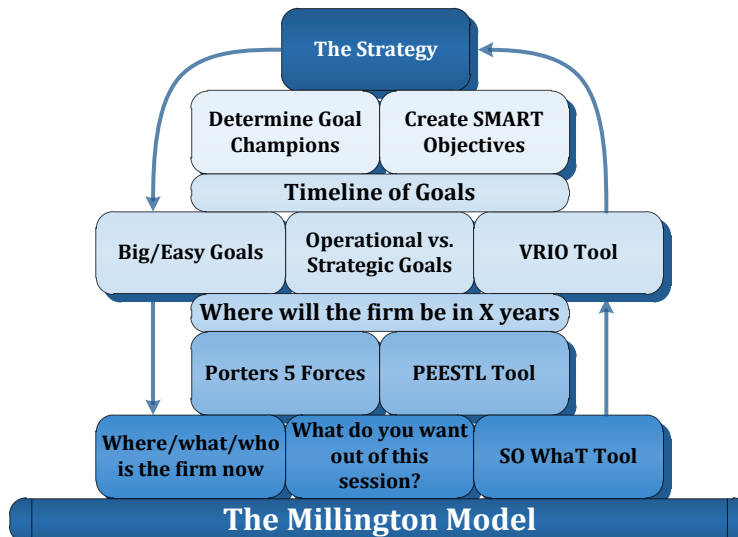 The Strategy
Determine Goal
Champions
Create SMART
Objectives
Timeline of Goals
Big/Easy Goals
Operational vs.
Strategic Goals
VRIO Tool
Where will the firm be in X years
Porters 5 Forces
PEESTL Tool
Where/what/who
is the firm now
What do you want
out of this
session?
SO WhaT Tool
The Millington Model